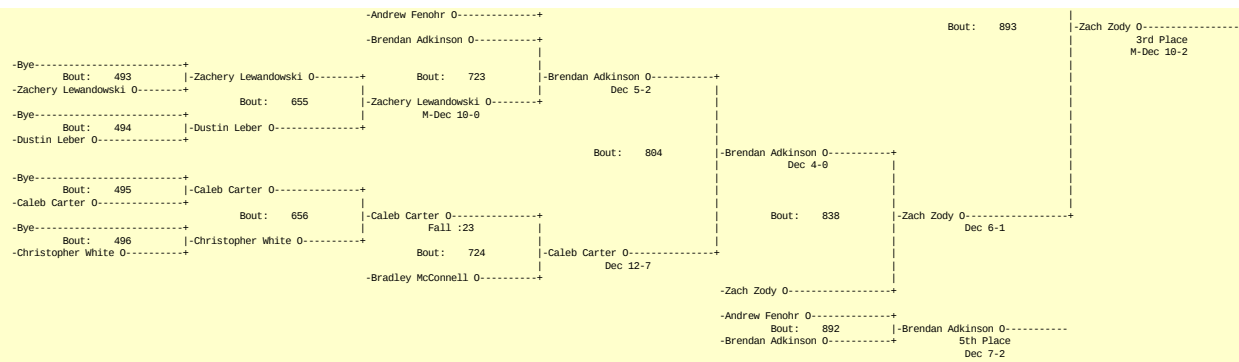 -Andrew Fenohr O-------------+
Bout: 893 |-Zach Zody O-----------------
-Brendan Adkinson O----------+ 3rd Place
M-Dec 10-2
-Bye--------------------------+
Bout: 493 |-Zachery Lewandowski O--------+ Bout: 723 |-Brendan Adkinson O-----------+
-Zachery Lewandowski O--------+ Dec 5-2
Bout: 655 |-Zachery Lewandowski O--------+
-Bye--------------------------+ M-Dec 10-0
Bout: 494 |-Dustin Leber O---------------+
-Dustin Leber O---------------+
Bout: 804 |-Brendan Adkinson O-----------+
Dec 4-0
-Bye--------------------------+
Bout: 495 |-Caleb Carter O---------------+
-Caleb Carter O---------------+
Bout: 656 |-Caleb Carter O---------------+ Bout: 838 |-Zach Zody O------------------+
-Bye--------------------------+ Fall :23 Dec 6-1
Bout: 496 |-Christopher White O----------+
-Christopher White O----------+ Bout: 724 |-Caleb Carter O---------------+
Dec 12-7
-Bradley McConnell O----------+
-Zach Zody O------------------+
-Andrew Fenohr O--------------+
Bout: 892 |-Brendan Adkinson O-----------
-Brendan Adkinson O-----------+ 5th Place
Dec 7-2